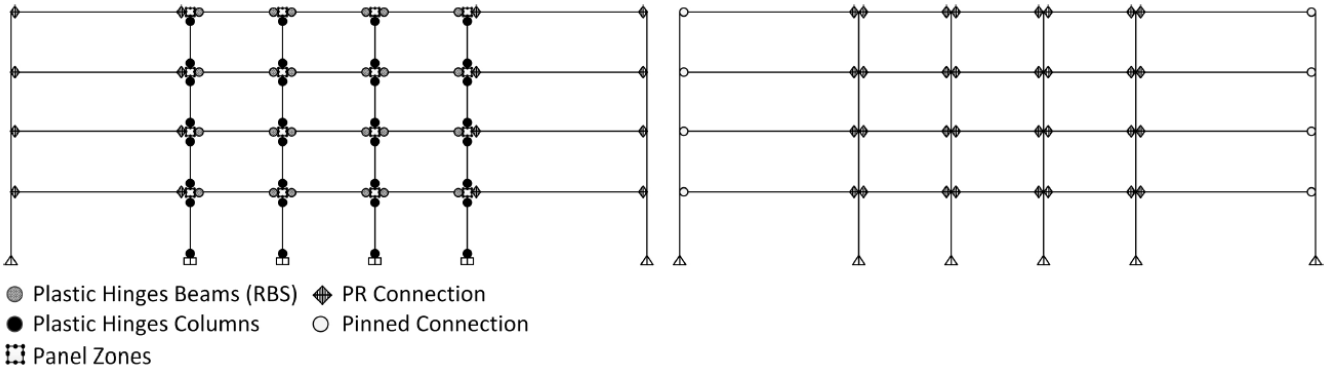 Plastic Hinges Beams (RBS) PR Connection
Plastic Hinges Columns Pinned Connection
Panel Zones